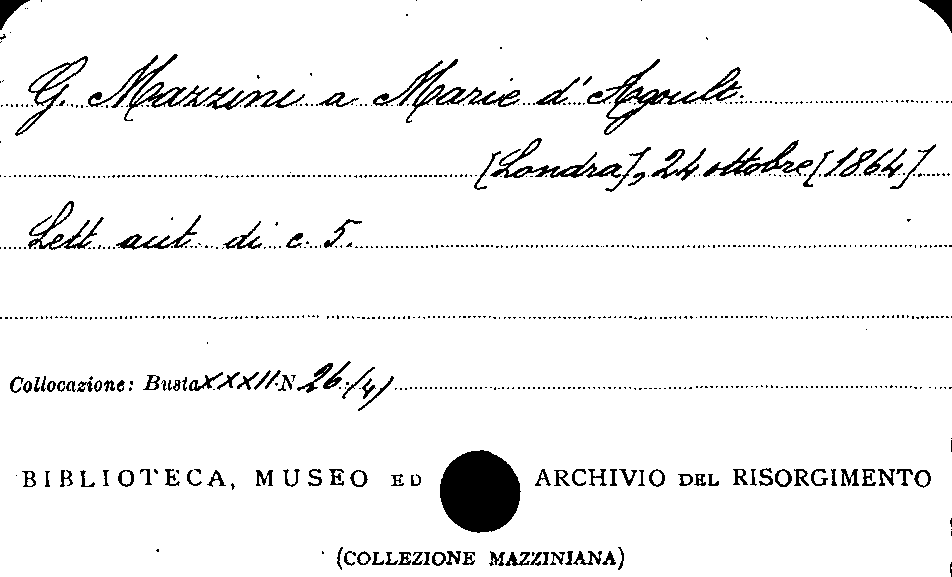 G. Mazzini a Marie d'Agoult.
[Londra], 24 ottobre [1864].
Lett. aut. di c. 5.
Collocazione: Busta XXXII N 26 (4)
BIBLIOTECA, MUSEO ED ARCHIVIO DEL RISORGIMENTO
(COLLEZIONE MAZZINIANA)